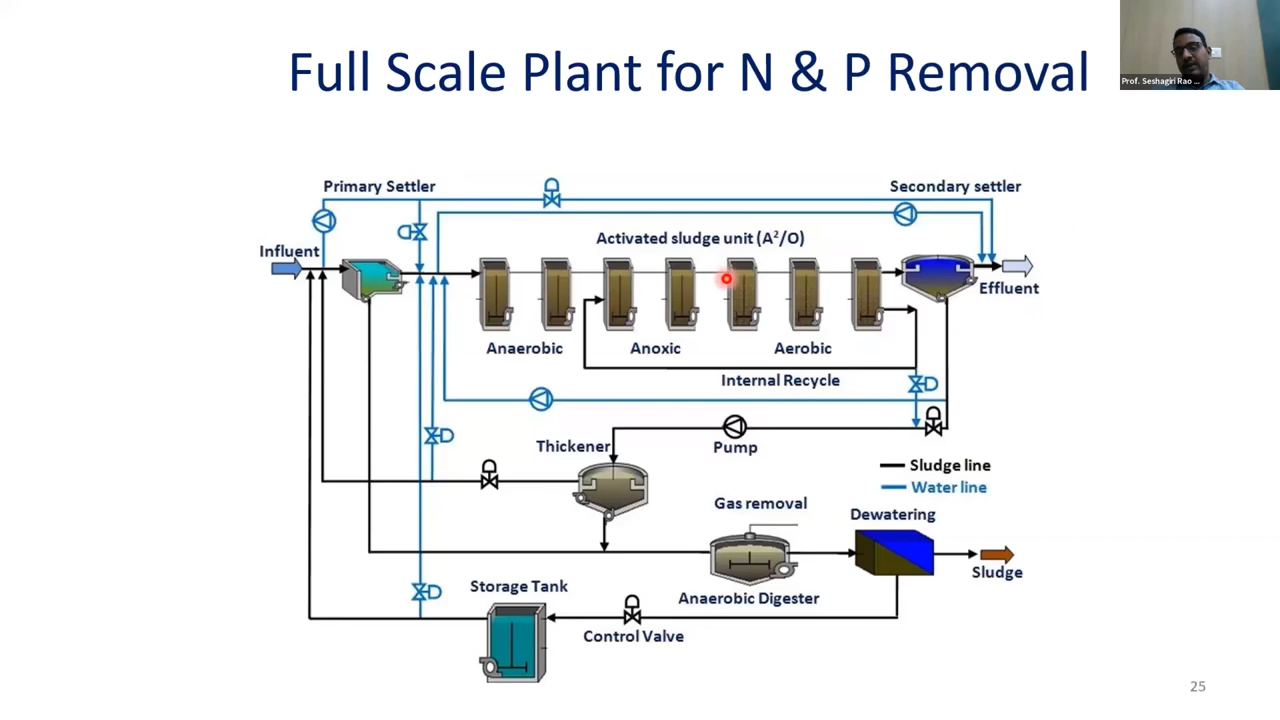 Full Scale Plant for N & P Removal
Prof. Seshagiri Rao ...
Primary Settler
Secondary settler
Influent
Activated sludge unit (A²/O)
Effluent
Anaerobic
Anoxic
Aerobic
Internal Recycle
Thickener
Pump
Sludge line
Water line
Gas removal
Dewatering
Sludge
Storage Tank
Anaerobic Digester
Control Valve
25